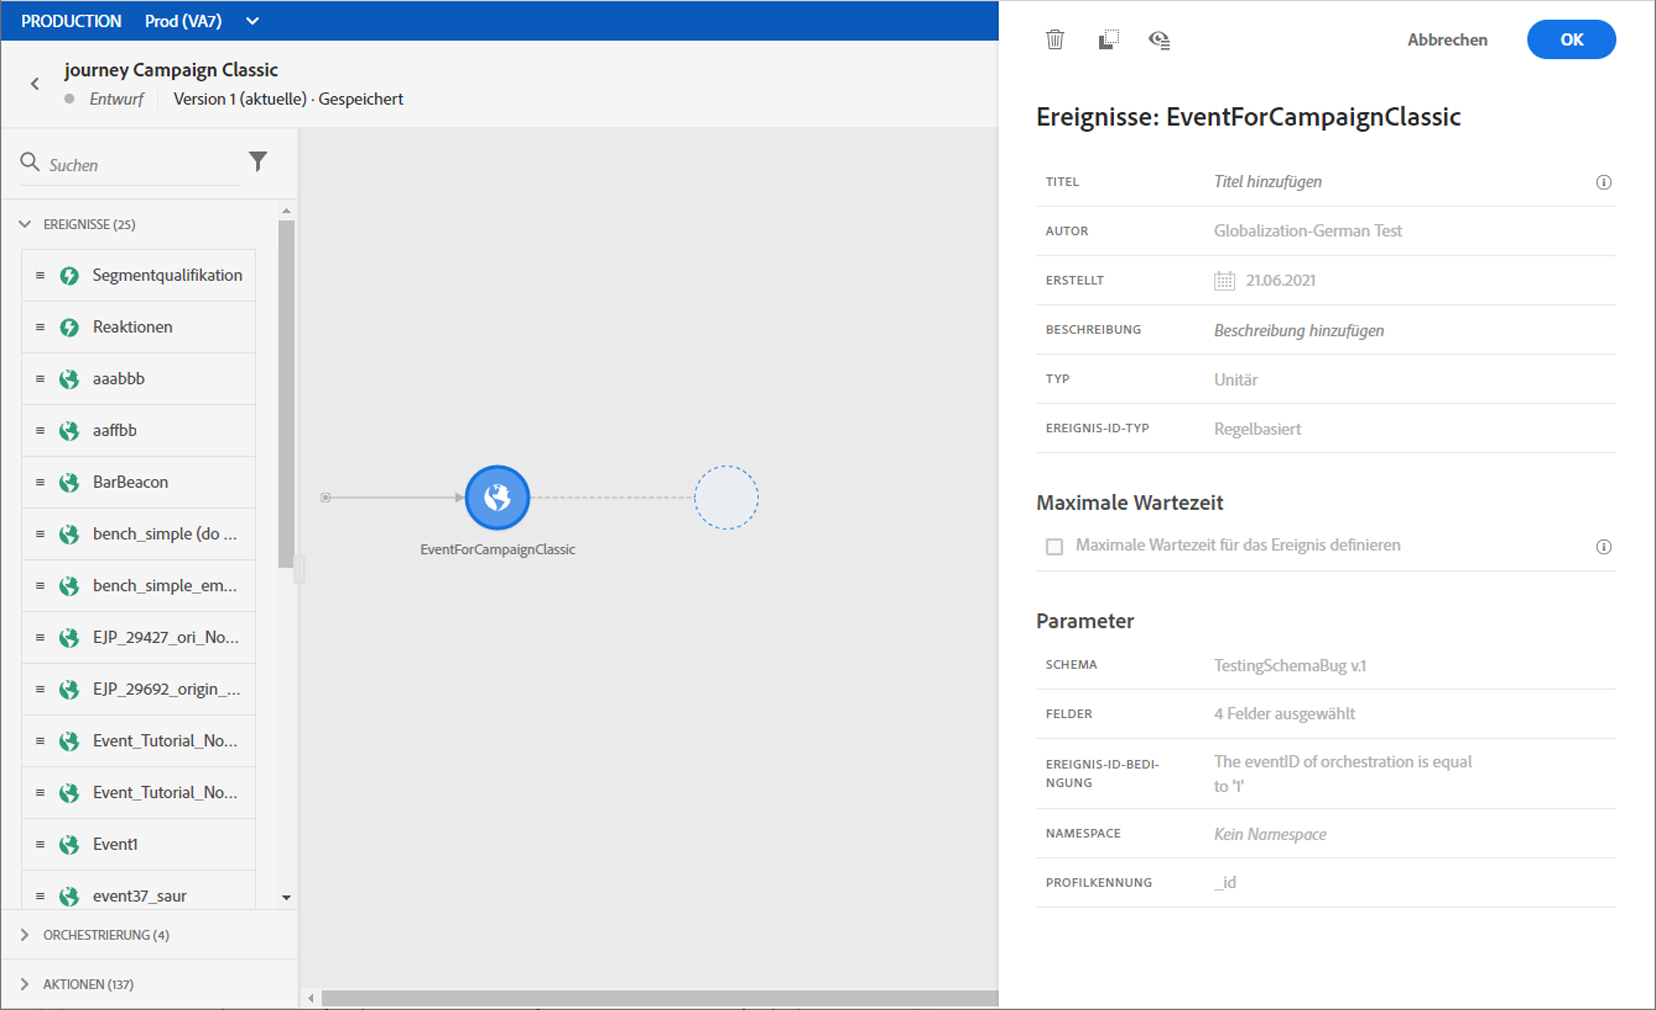 PRODUCTION Prod (VA7)
journey Campaign Classic
Entwurf Version 1 (aktuelle) · Gespeichert
Suchen
EREIGNISSE (25)
Segmentqualifikation
Reaktionen
aaabbb
aaffbb
BarBeacon
bench_simple (do ...
bench_simple_em...
EJP_29427_ori_No...
EJP_29692_origin_...
Event_Tutorial_No...
Event_Tutorial_No...
Event1
event37_saur
ORCHESTRIERUNG (4)
AKTIONEN (137)
EventForCampaignClassic
Abbrechen OK
Ereignisse: EventForCampaignClassic
TITEL Titel hinzufügen
AUTOR Globalization-German Test
ERSTELLT 21.06.2021
BESCHREIBUNG Beschreibung hinzufügen
TYP Unitär
EREIGNIS-ID-TYP Regelbasiert
Maximale Wartezeit
Maximale Wartezeit für das Ereignis definieren
Parameter
SCHEMA TestingSchemaBug v.1
FELDER 4 Felder ausgewählt
EREIGNIS-ID-BEDI-
NGUNG
The eventID of orchestration is equal
to '1'
NAMESPACE Kein Namespace
PROFILKENNUNG _id